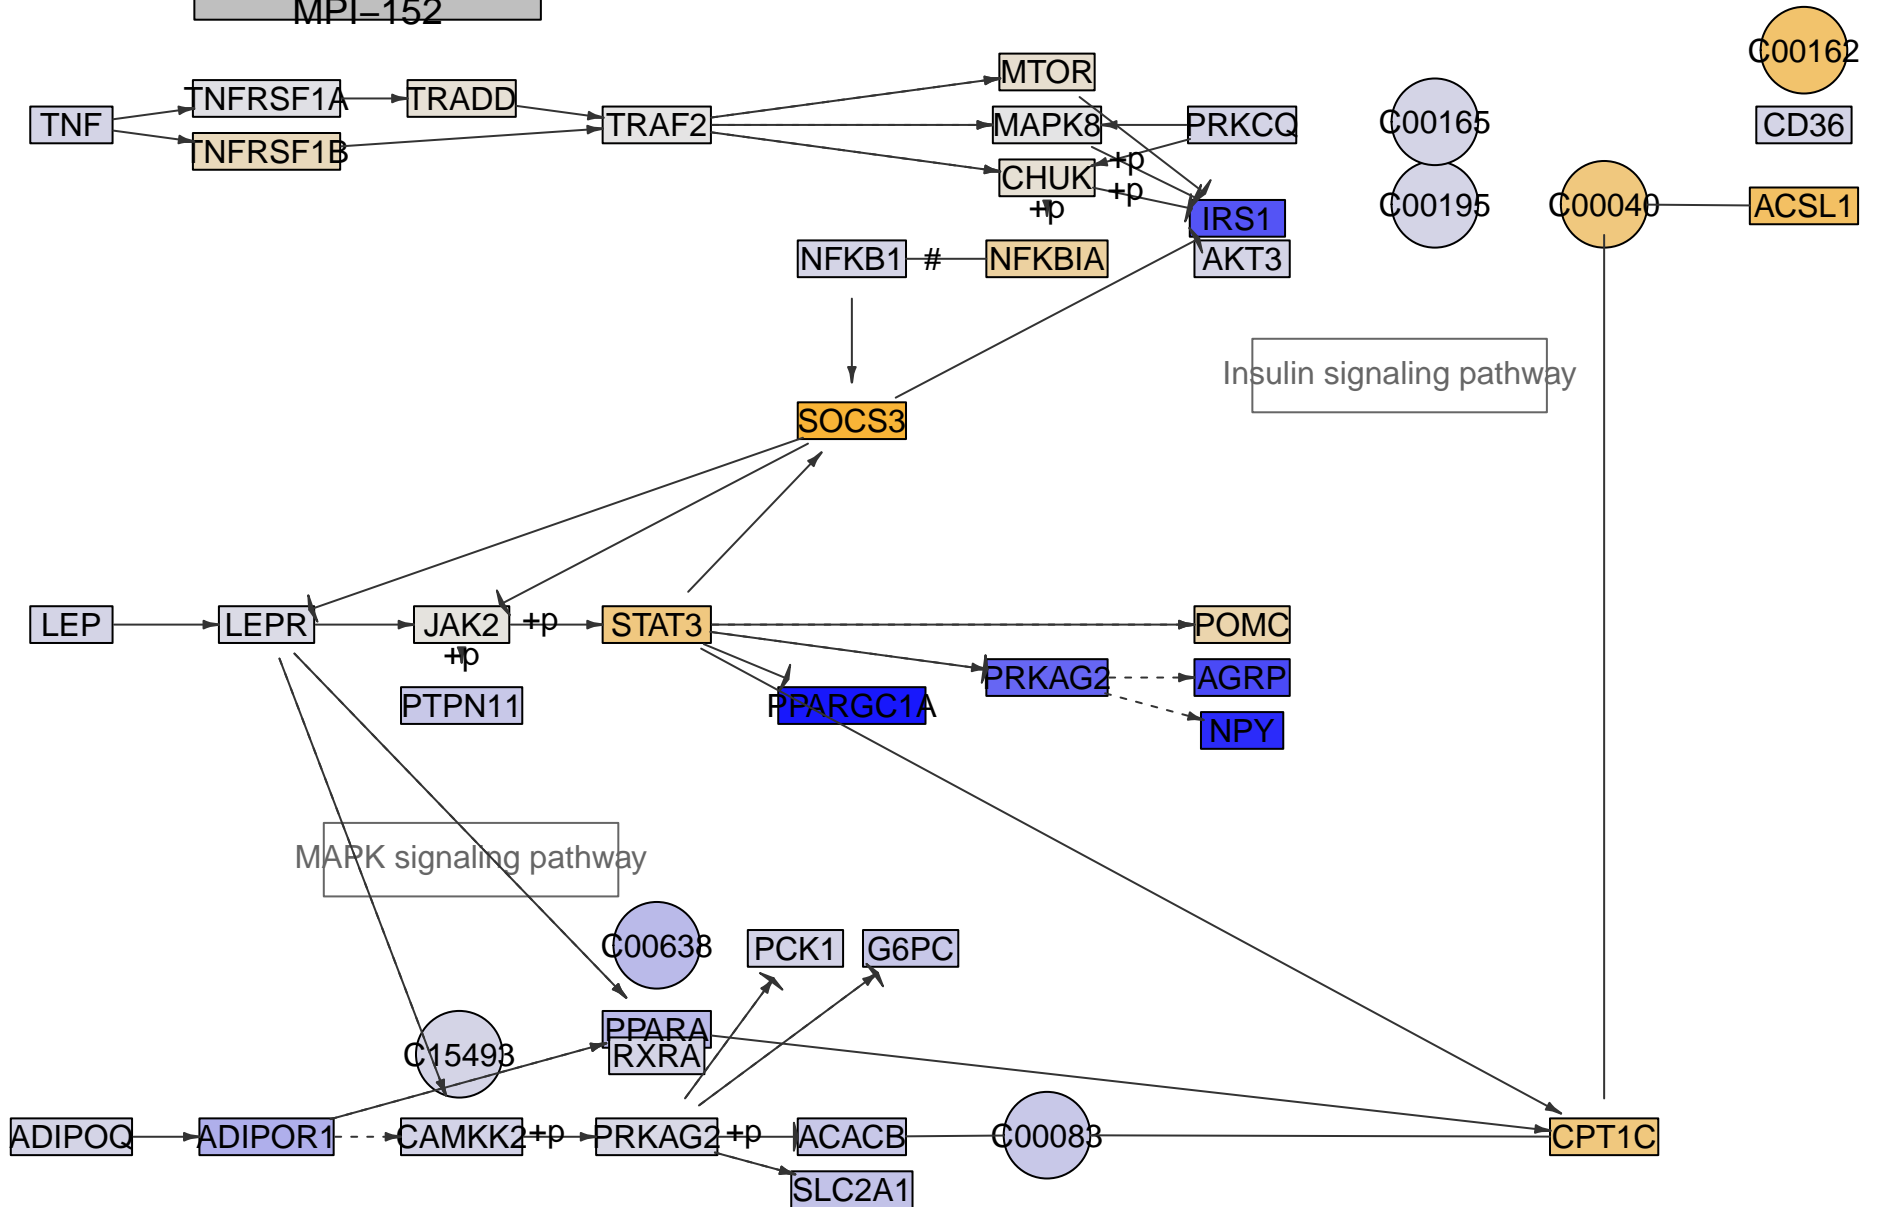 MPI–152
C00162
MTOR
TNFRSF1A
TRADD
TNF
TRAF2
MAPK8
PRKCQ
C00165
CD36
TNFRSF1B
+p
CHUK
+p
+p
IRS1
C00195
C00040
ACSL1
NFKB1
#
NFKBIA
AKT3
Insulin signaling pathway
SOCS3
LEP
LEPR
JAK2
+p
STAT3
POMC
+p
PRKAG2
AGRP
PTPN11
PPARGC1A
NPY
MAPK signaling pathway
C00638
PCK1
G6PC
PPARA
C15493
RXRA
ADIPOQ
ADIPOR1
CAMKK2
+p
PRKAG2
+p
ACACB
C00083
CPT1C
SLC2A1